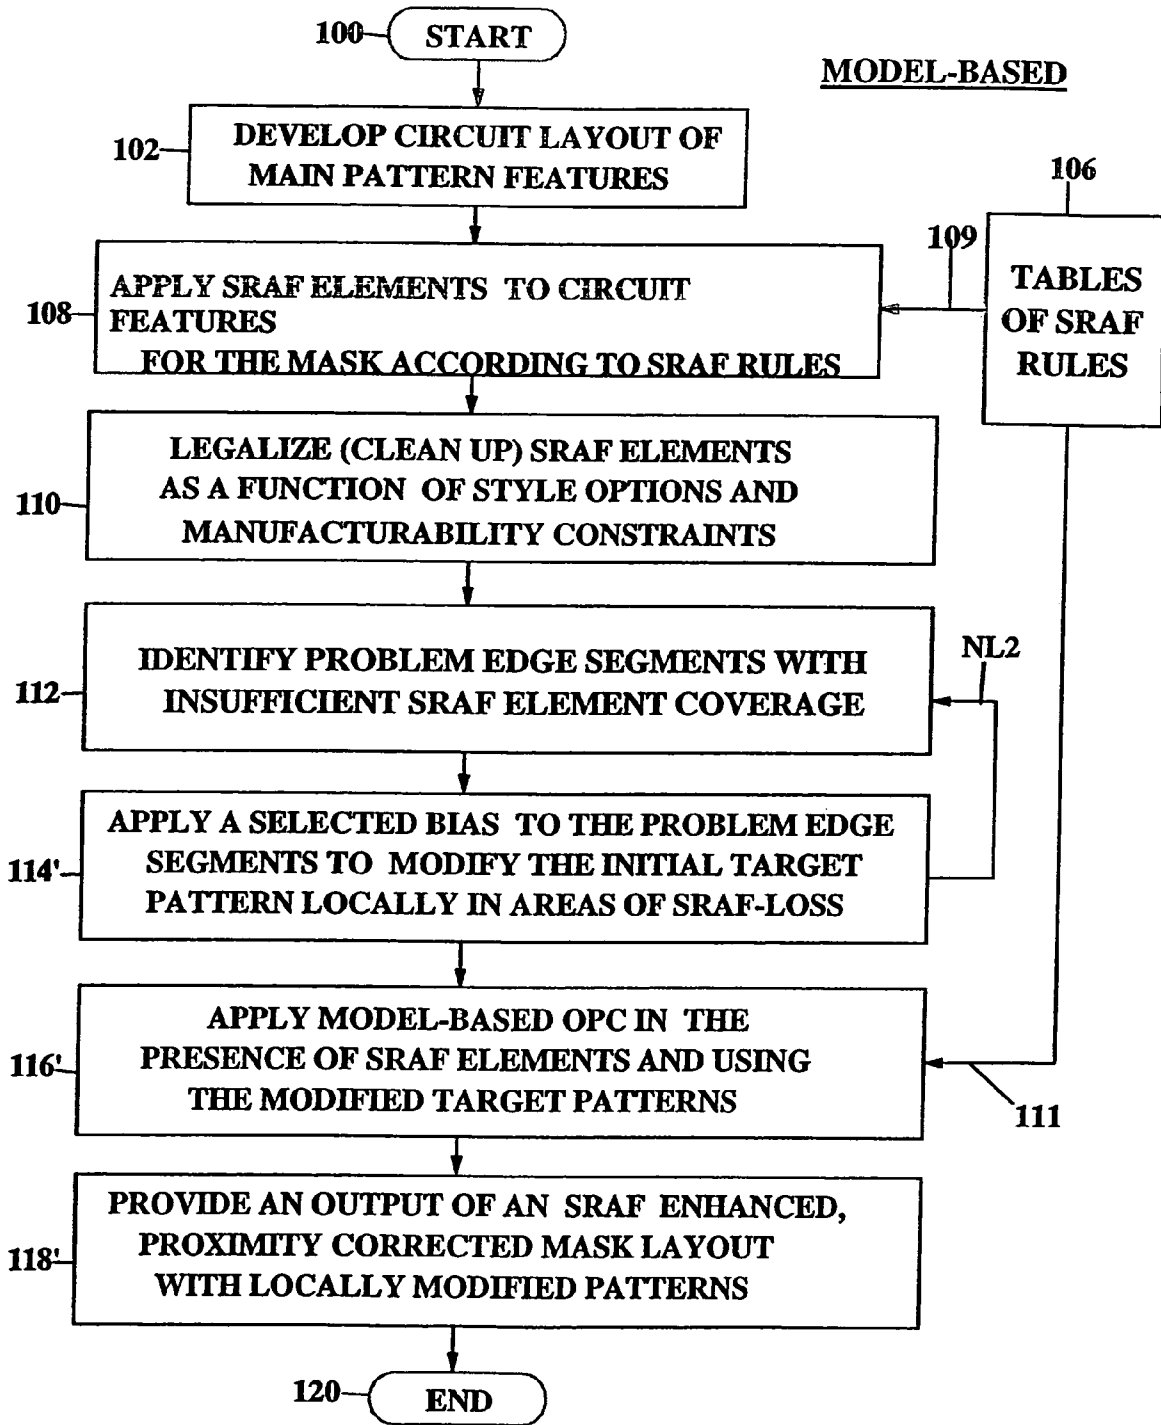 100
START
MODEL-BASED
102
DEVELOP CIRCUIT LAYOUT OF
MAIN PATTERN FEATURES
106
109
TABLES
OF SRAF
RULES
108
APPLY SRAF ELEMENTS TO CIRCUIT
FEATURES
FOR THE MASK ACCORDING TO SRAF RULES
110
LEGALIZE (CLEAN UP) SRAF ELEMENTS
AS A FUNCTION OF STYLE OPTIONS AND
MANUFACTURABILITY CONSTRAINTS
NL2
112
IDENTIFY PROBLEM EDGE SEGMENTS WITH
INSUFFICIENT SRAF ELEMENT COVERAGE
114'
APPLY A SELECTED BIAS TO THE PROBLEM EDGE
SEGMENTS TO MODIFY THE INITIAL TARGET
PATTERN LOCALLY IN AREAS OF SRAF-LOSS
116'
APPLY MODEL-BASED OPC IN THE
PRESENCE OF SRAF ELEMENTS AND USING
THE MODIFIED TARGET PATTERNS
111
118'
PROVIDE AN OUTPUT OF AN SRAF ENHANCED,
PROXIMITY CORRECTED MASK LAYOUT
WITH LOCALLY MODIFIED PATTERNS
120
END